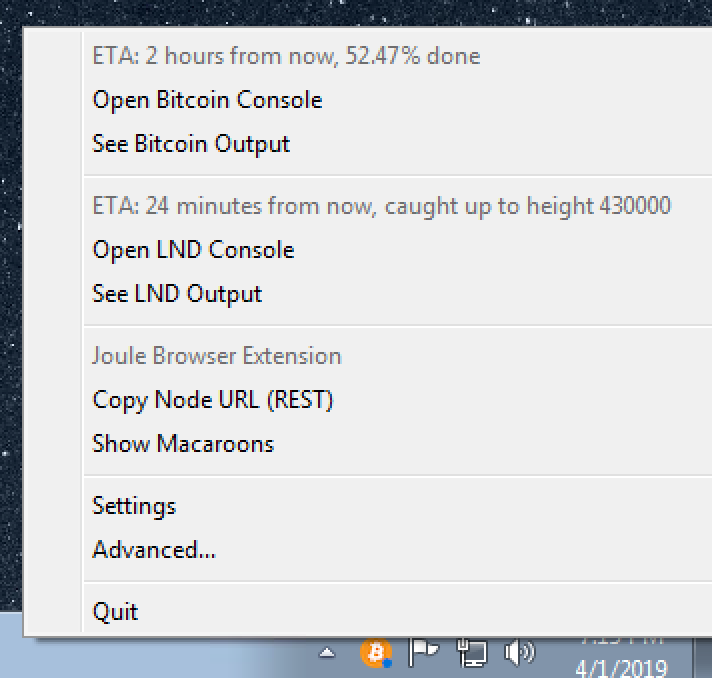 ETA: 2 hours from now, 52.47% done
Open Bitcoin Console
See Bitcoin Output
ETA: 24 minutes from now, caught up to height 430000
Open LND Console
See LND Output
Joule Browser Extension
Copy Node URL (REST)
Show Macaroons
Settings
Advanced...
Quit
4/1/2019